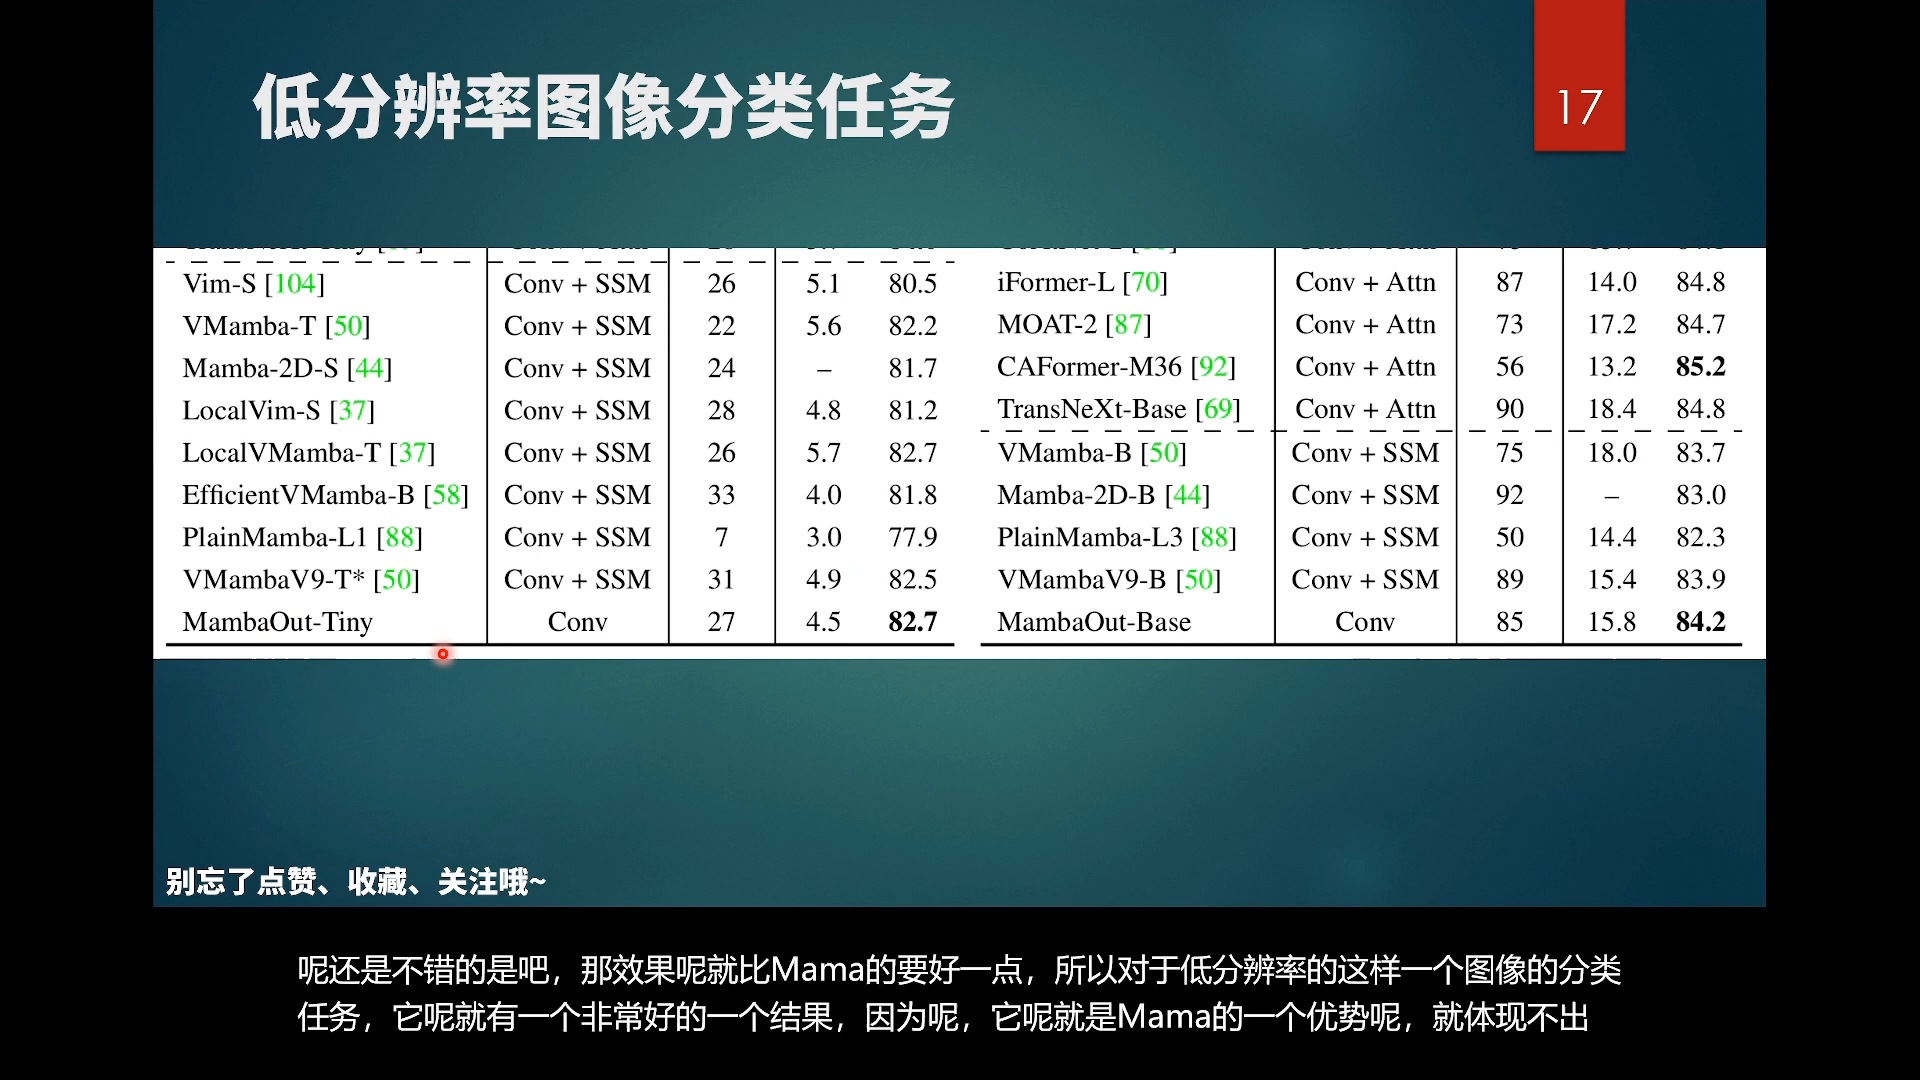 低分辨率图像分类任务
17
Vim-S [104] Conv + SSM 26 5.1 80.5
VMamba-T [50] Conv + SSM 22 5.6 82.2
Mamba-2D-S [44] Conv + SSM 24 – 81.7
LocalVim-S [37] Conv + SSM 28 4.8 81.2
LocalVMamba-T [37] Conv + SSM 26 5.7 82.7
EfficientVMamba-B [58] Conv + SSM 33 4.0 81.8
PlainMamba-L1 [88] Conv + SSM 7 3.0 77.9
VMambaV9-T* [50] Conv + SSM 31 4.9 82.5
MambaOut-Tiny Conv 27 4.5 82.7
iFormer-L [70] Conv + Attn 87 14.0 84.8
MOAT-2 [87] Conv + Attn 73 17.2 84.7
CAFormer-M36 [92] Conv + Attn 56 13.2 85.2
TransNeXt-Base [69] Conv + Attn 90 18.4 84.8
VMamba-B [50] Conv + SSM 75 18.0 83.7
Mamba-2D-B [44] Conv + SSM 92 – 83.0
PlainMamba-L3 [88] Conv + SSM 50 14.4 82.3
VMambaV9-B [50] Conv + SSM 89 15.4 83.9
MambaOut-Base Conv 85 15.8 84.2
别忘了点赞、收藏、关注哦~
呢还是不错的是吧，那效果呢就比Mama的要好一点，所以对于低分辨率的这样一个图像的分类
任务，它呢就有一个非常好的一个结果，因为呢，它呢就是Mama的一个优势呢，就体现不出